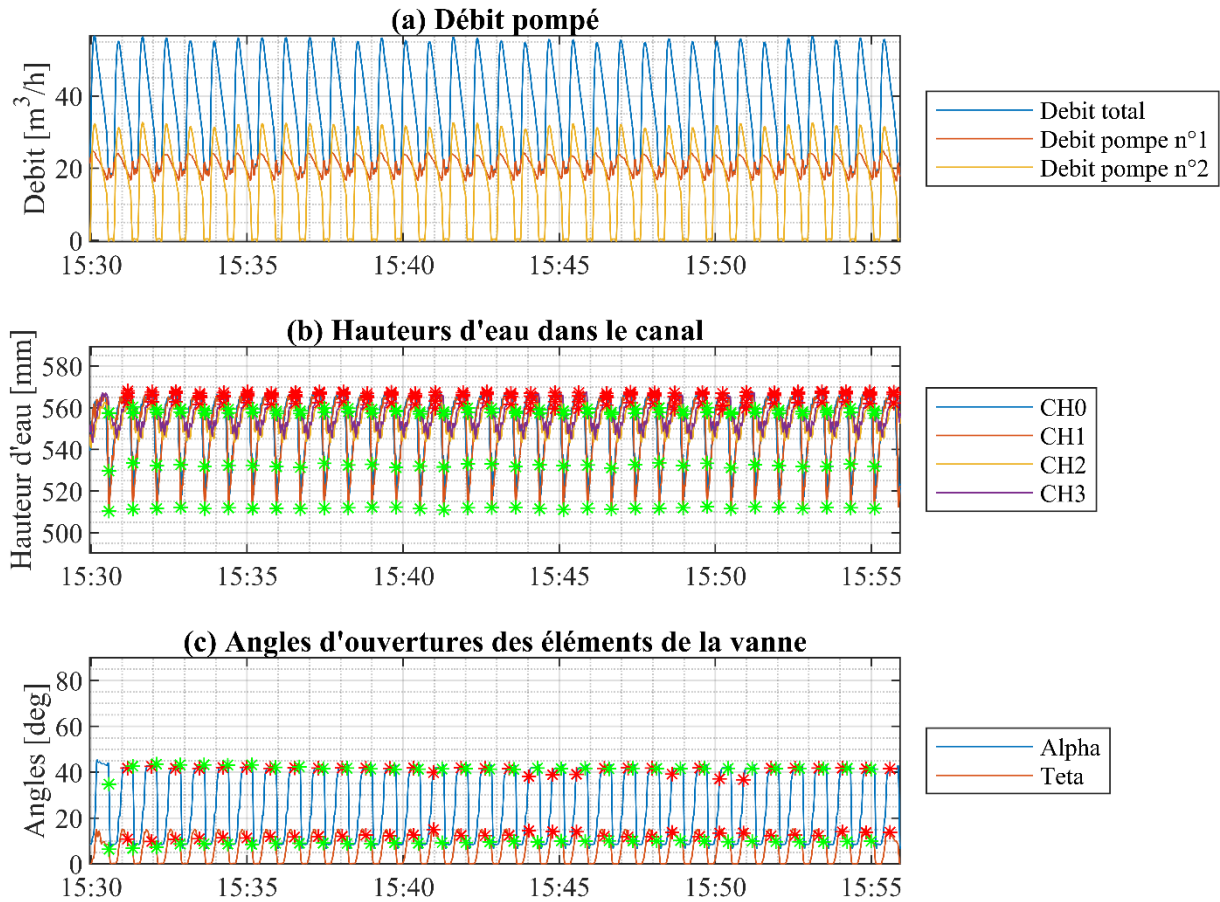 (a) Débit pompé
Debit [m³/h]
40
20
0
15:30 15:35 15:40 15:45 15:50 15:55
Debit total
Debit pompe n°1
Debit pompe n°2
(b) Hauteurs d'eau dans le canal
Hauteur d'eau [mm]
580
560
540
520
500
15:30 15:35 15:40 15:45 15:50 15:55
CH0
CH1
CH2
CH3
(c) Angles d'ouvertures des éléments de la vanne
Angles [deg]
80
60
40
20
0
15:30 15:35 15:40 15:45 15:50 15:55
Alpha
Teta